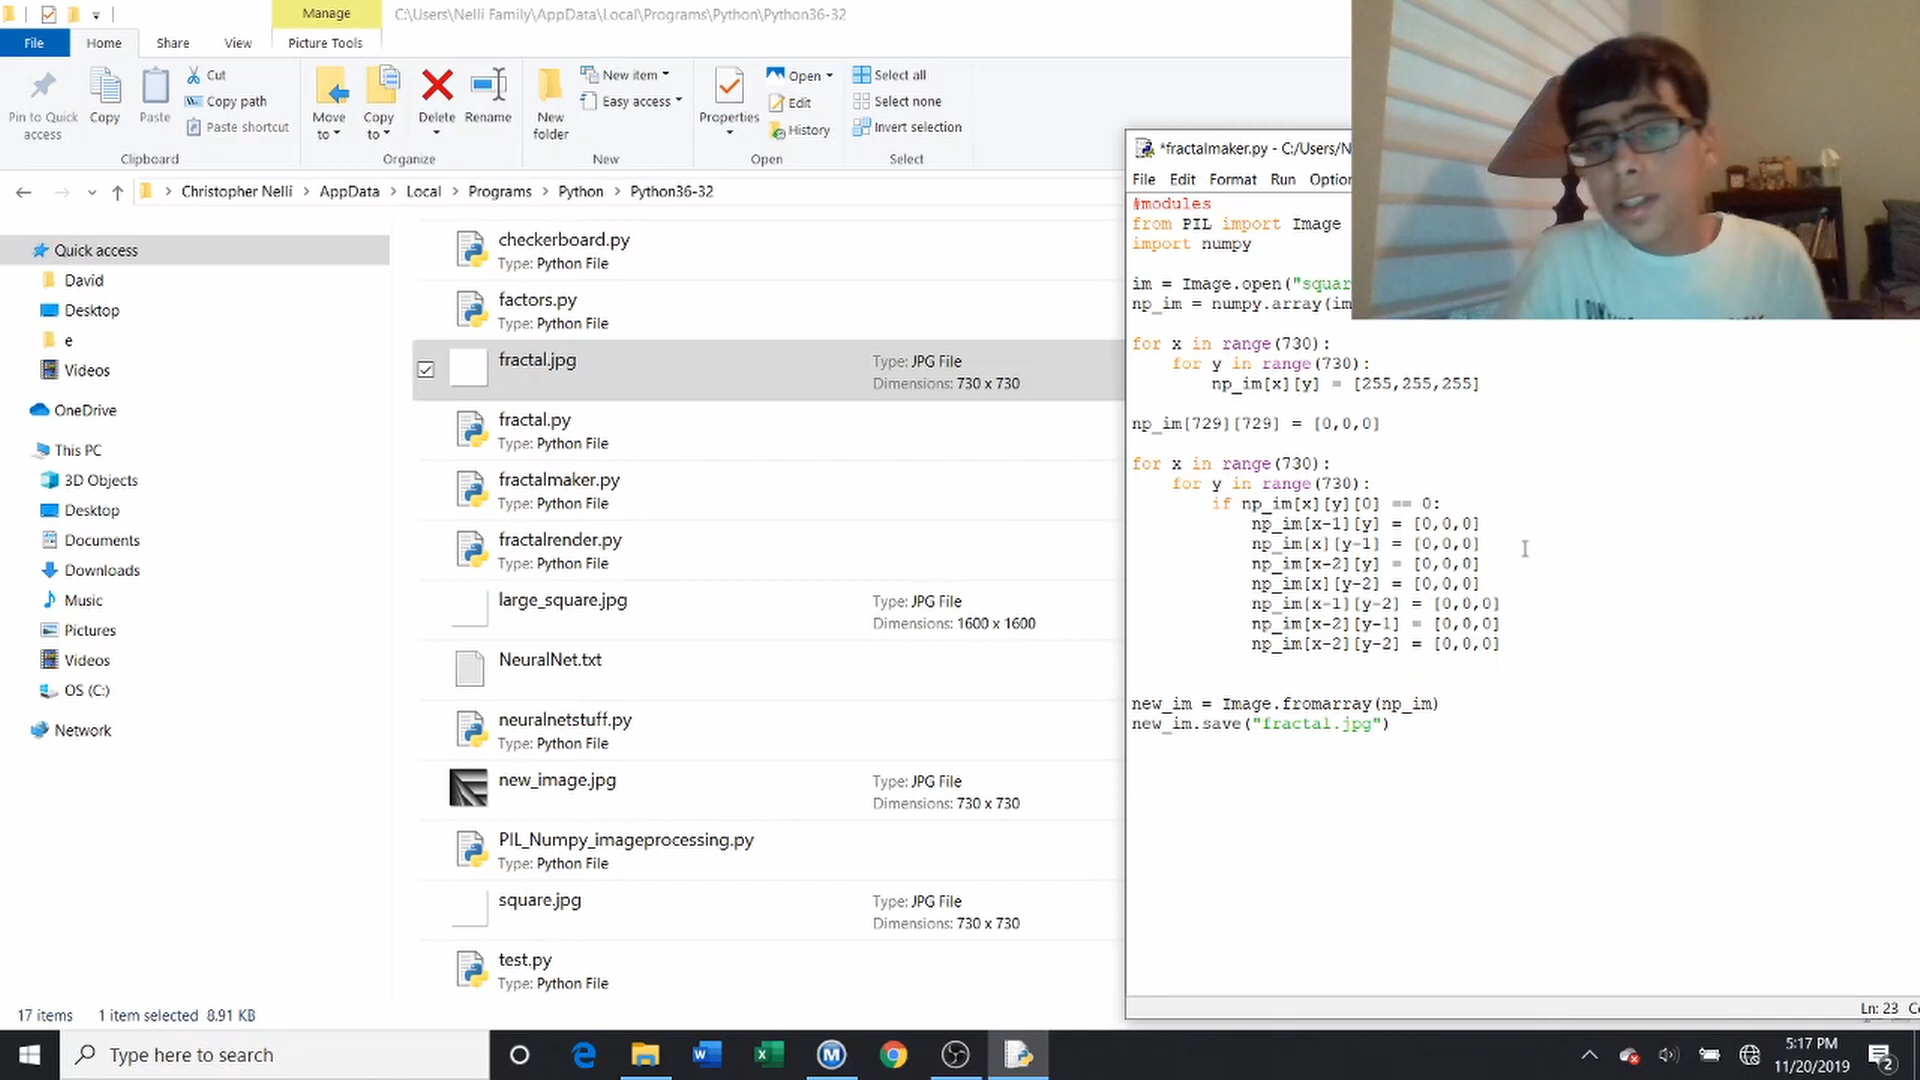 Manage
C:\Users\Nelli Family\AppData\Local\Programs\Python\Python36-32
File
Home
Share
View
Picture Tools
Pin to Quick access
Copy
Paste
Cut
Copy path
Paste shortcut
Clipboard
Move to
Copy to
Delete
Rename
Organize
New folder
New item
Easy access
New
Properties
Open
Edit
History
Open
Select all
Select none
Invert selection
Select
Christopher Nelli
AppData
Local
Programs
Python
Python36-32
Quick access
David
Desktop
e
Videos
OneDrive
This PC
3D Objects
Desktop
Documents
Downloads
Music
Pictures
Videos
OS (C:)
Network
checkerboard.py
Type: Python File
factors.py
Type: Python File
fractal.jpg
Type: JPG File
Dimensions: 730 x 730
fractal.py
Type: Python File
fractalmaker.py
Type: Python File
fractalrender.py
Type: Python File
large_square.jpg
Type: JPG File
Dimensions: 1600 x 1600
NeuralNet.txt
neuralnetstuff.py
Type: Python File
new_image.jpg
Type: JPG File
Dimensions: 730 x 730
PIL_Numpy_imageprocessing.py
Type: Python File
square.jpg
Type: JPG File
Dimensions: 730 x 730
test.py
Type: Python File
17 items
1 item selected 8.91 KB
*fractalmaker.py - C:/Users/N
File Edit Format Run Option
#modules
from PIL import Image
import numpy
im = Image.open("squar
np_im = numpy.array(im
for x in range(730):
    for y in range(730):
        np_im[x][y] = [255,255,255]
np_im[729][729] = [0,0,0]
for x in range(730):
    for y in range(730):
        if np_im[x][y][0] == 0:
            np_im[x-1][y] = [0,0,0]
            np_im[x][y-1] = [0,0,0]
            np_im[x-2][y] = [0,0,0]
            np_im[x][y-2] = [0,0,0]
            np_im[x-1][y-2] = [0,0,0]
            np_im[x-2][y-1] = [0,0,0]
            np_im[x-2][y-2] = [0,0,0]
new_im = Image.fromarray(np_im)
new_im.save("fractal.jpg")
Ln: 23
Type here to search
5:17 PM
11/20/2019
2